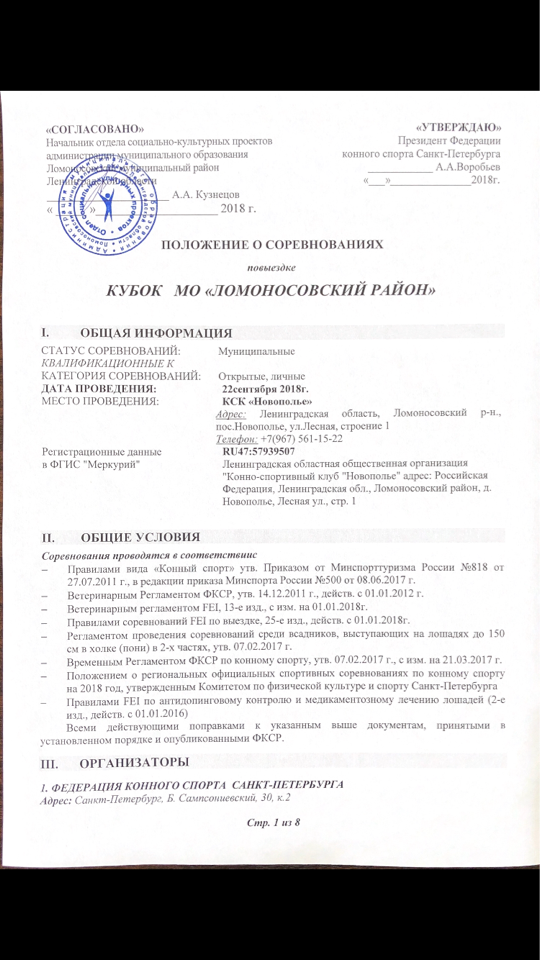 «СОГЛАСОВАНО»
Начальник отдела социально-культурных проектов
администрации муниципального образования
Ломоносовский муниципальный район
Ленинградской области
____________________ А.А. Кузнецов
«____»____________________ 2018 г.
«УТВЕРЖДАЮ»
Президент Федерации
конного спорта Санкт-Петербурга
____________ А.А.Воробьев
«___»______________2018г.
ПОЛОЖЕНИЕ О СОРЕВНОВАНИЯХ
повыездке
КУБОК МО «ЛОМОНОСОВСКИЙ РАЙОН»
I. ОБЩАЯ ИНФОРМАЦИЯ
СТАТУС СОРЕВНОВАНИЙ: Муниципальные
КВАЛИФИКАЦИОННЫЕ К
КАТЕГОРИЯ СОРЕВНОВАНИЙ: Открытые, личные
ДАТА ПРОВЕДЕНИЯ: 22сентября 2018г.
МЕСТО ПРОВЕДЕНИЯ: КСК «Новополье»
Адрес: Ленинградская область, Ломоносовский р-н.,
пос.Новополье, ул.Лесная, строение 1
Телефон: +7(967) 561-15-22
Регистрационные данные RU47:57939507
в ФГИС "Меркурий" Ленинградская областная общественная организация
"Конно-спортивный клуб "Новополье" адрес: Российская
Федерация, Ленинградская обл., Ломоносовский район, д.
Новополье, Лесная ул., стр. 1
II. ОБЩИЕ УСЛОВИЯ
Соревнования проводятся в соответствиис
– Правилами вида «Конный спорт» утв. Приказом от Минспорттуризма России №818 от
27.07.2011 г., в редакции приказа Минспорта России №500 от 08.06.2017 г.
– Ветеринарным Регламентом ФКСР, утв. 14.12.2011 г., действ. с 01.01.2012 г.
– Ветеринарным регламентом FEI, 13-е изд., с изм. на 01.01.2018г.
– Правилами соревнований FEI по выездке, 25-е изд., действ. с 01.01.2018г.
– Регламентом проведения соревнований среди всадников, выступающих на лошадях до 150
см в холке (пони) в 2-х частях, утв. 07.02.2017 г.
– Временным Регламентом ФКСР по конному спорту, утв. 07.02.2017 г., с изм. на 21.03.2017 г.
– Положением о региональных официальных спортивных соревнованиях по конному спорту
на 2018 год, утвержденным Комитетом по физической культуре и спорту Санкт-Петербурга
– Правилами FEI по антидопинговому контролю и медикаментозному лечению лошадей (2-е
изд., действ. с 01.01.2016)
Всеми действующими поправками к указанным выше документам, принятыми в
установленном порядке и опубликованными ФКСР.
III. ОРГАНИЗАТОРЫ
1. ФЕДЕРАЦИЯ КОННОГО СПОРТА САНКТ-ПЕТЕРБУРГА
Адрес: Санкт-Петербург, Б. Сампсониевский, 30, к.2
Стр. 1 из 8